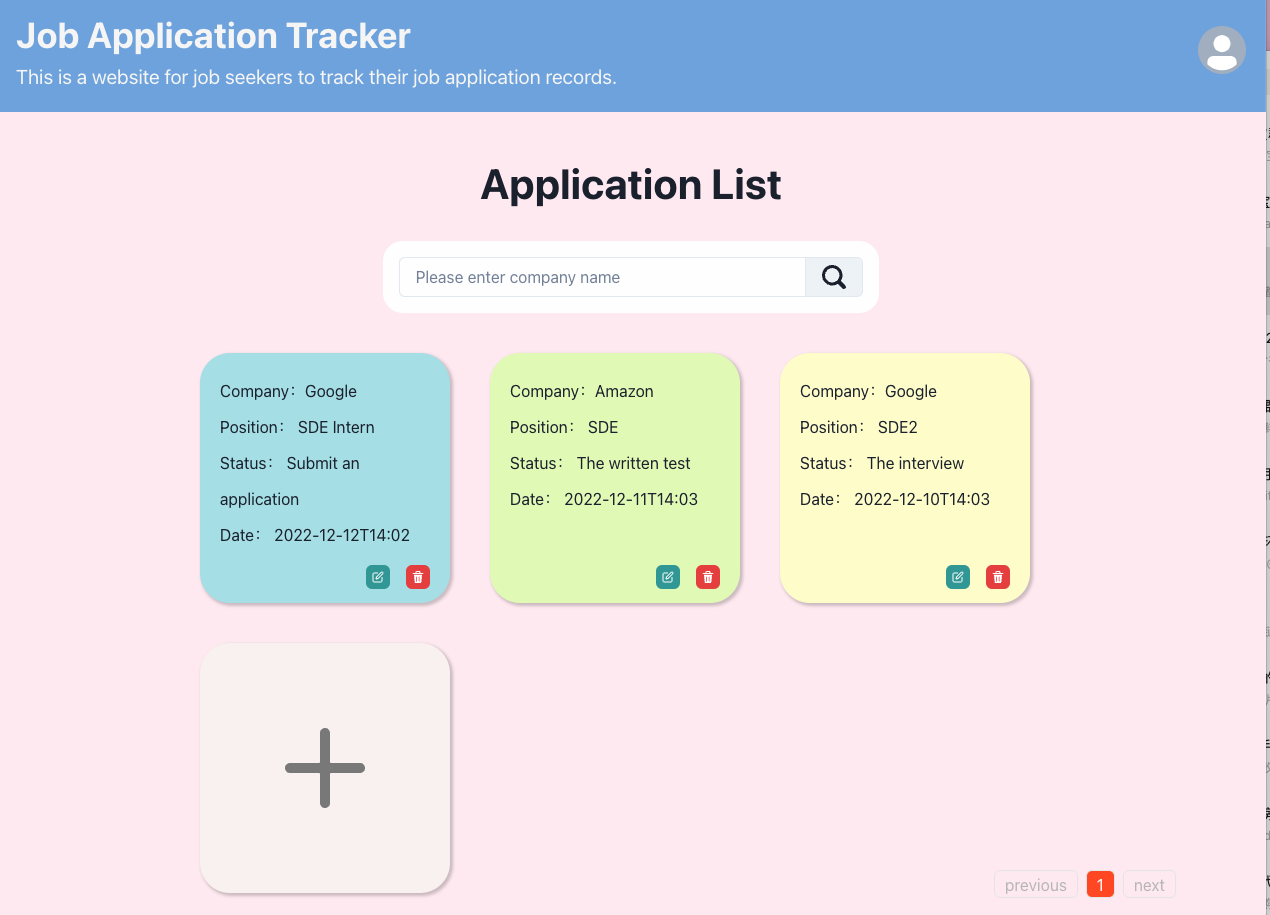 Job Application Tracker
This is a website for job seekers to track their job application records.
Application List
Please enter company name
Company：Google
Position： SDE Intern
Status： Submit an
application
Date： 2022-12-12T14:02
Company：Amazon
Position： SDE
Status： The written test
Date： 2022-12-11T14:03
Company：Google
Position： SDE2
Status： The interview
Date： 2022-12-10T14:03
previous 1 next